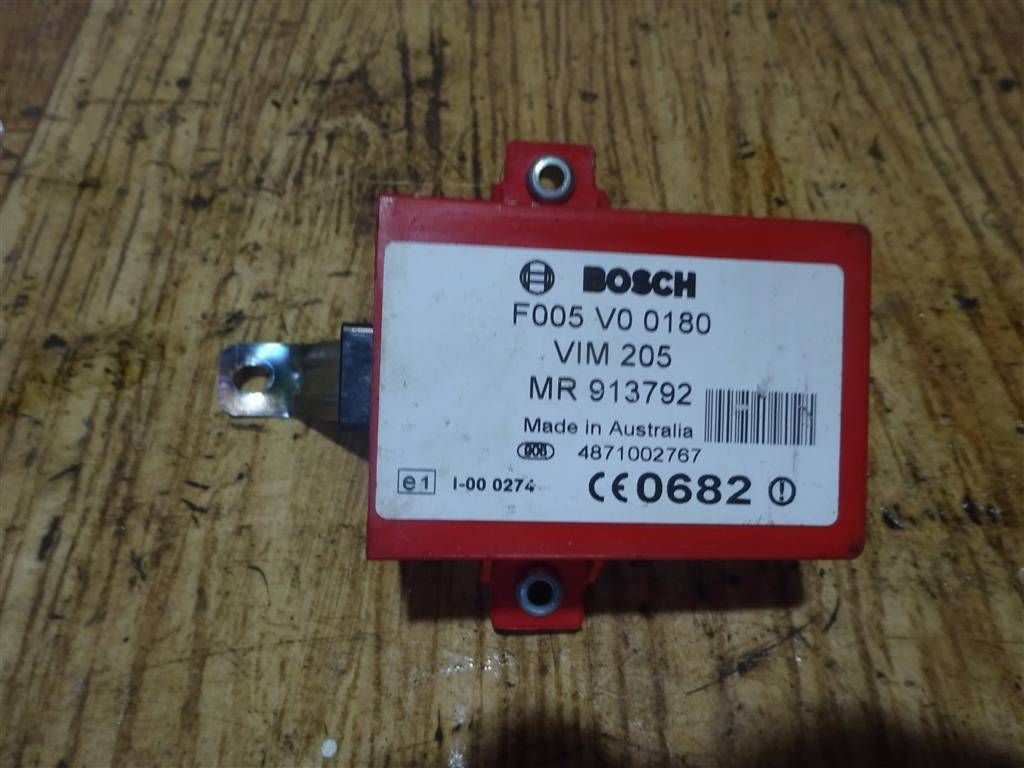 BOSCH
F005 V0 0180
VIM 205
MR 913792
Made in Australia
4871002767
e1 I-00 0274 CE0682